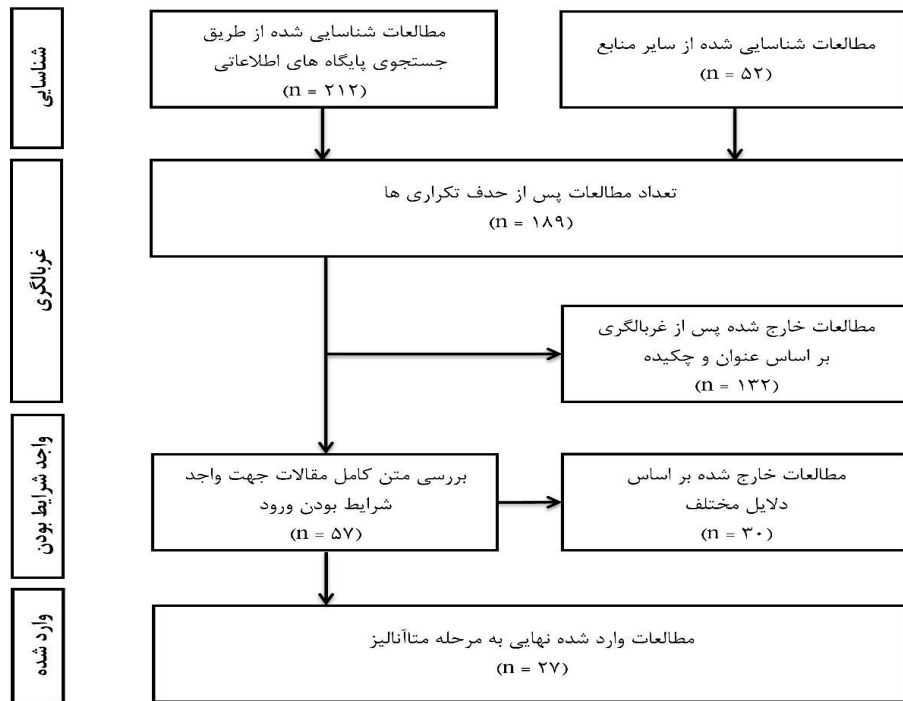 شناسایی
مطالعات شناسایی شده از سایر منابع
(n = ۵۲)
مطالعات شناسایی شده از طریق
جستجوی پایگاه های اطلاعاتی
(n = ۲۱۲)
غربالگری
تعداد مطالعات پس از حذف تکراری ها
(n = ۱۸۹)
مطالعات خارج شده پس از غربالگری
بر اساس عنوان و چکیده
(n = ۱۳۲)
واجد شرایط بودن
بررسی متن کامل مقالات جهت واجد
شرایط بودن ورود
(n = ۵۷)
مطالعات خارج شده بر اساس
دلایل مختلف
(n = ۳۰)
وارد شده
مطالعات وارد شده نهایی به مرحله متاآنالیز
(n = ۲۷)